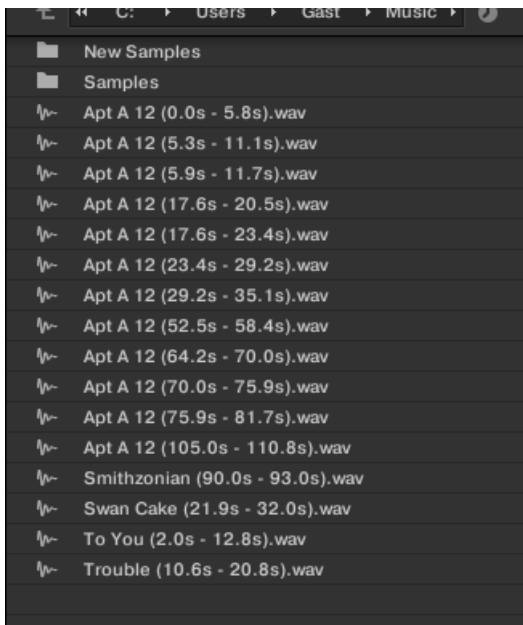 C: Users Gast Music
New Samples
Samples
Apt A 12 (0.0s - 5.8s).wav
Apt A 12 (5.3s - 11.1s).wav
Apt A 12 (5.9s - 11.7s).wav
Apt A 12 (17.6s - 20.5s).wav
Apt A 12 (17.6s - 23.4s).wav
Apt A 12 (23.4s - 29.2s).wav
Apt A 12 (29.2s - 35.1s).wav
Apt A 12 (52.5s - 58.4s).wav
Apt A 12 (64.2s - 70.0s).wav
Apt A 12 (70.0s - 75.9s).wav
Apt A 12 (75.9s - 81.7s).wav
Apt A 12 (105.0s - 110.8s).wav
Smithzonian (90.0s - 93.0s).wav
Swan Cake (21.9s - 32.0s).wav
To You (2.0s - 12.8s).wav
Trouble (10.6s - 20.8s).wav